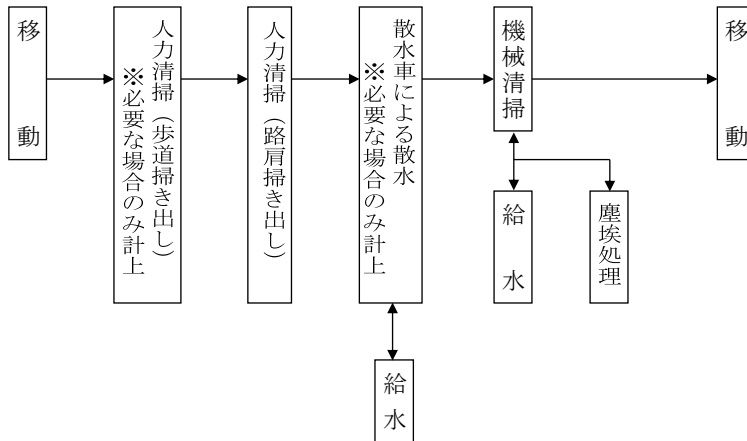 移動
人力清掃（歩道掃き出し）
※必要な場合のみ計上
人力清掃（路肩掃き出し）
散水車による散水
※必要な場合のみ計上
機械清掃
移動
給水
塵埃処理
給水